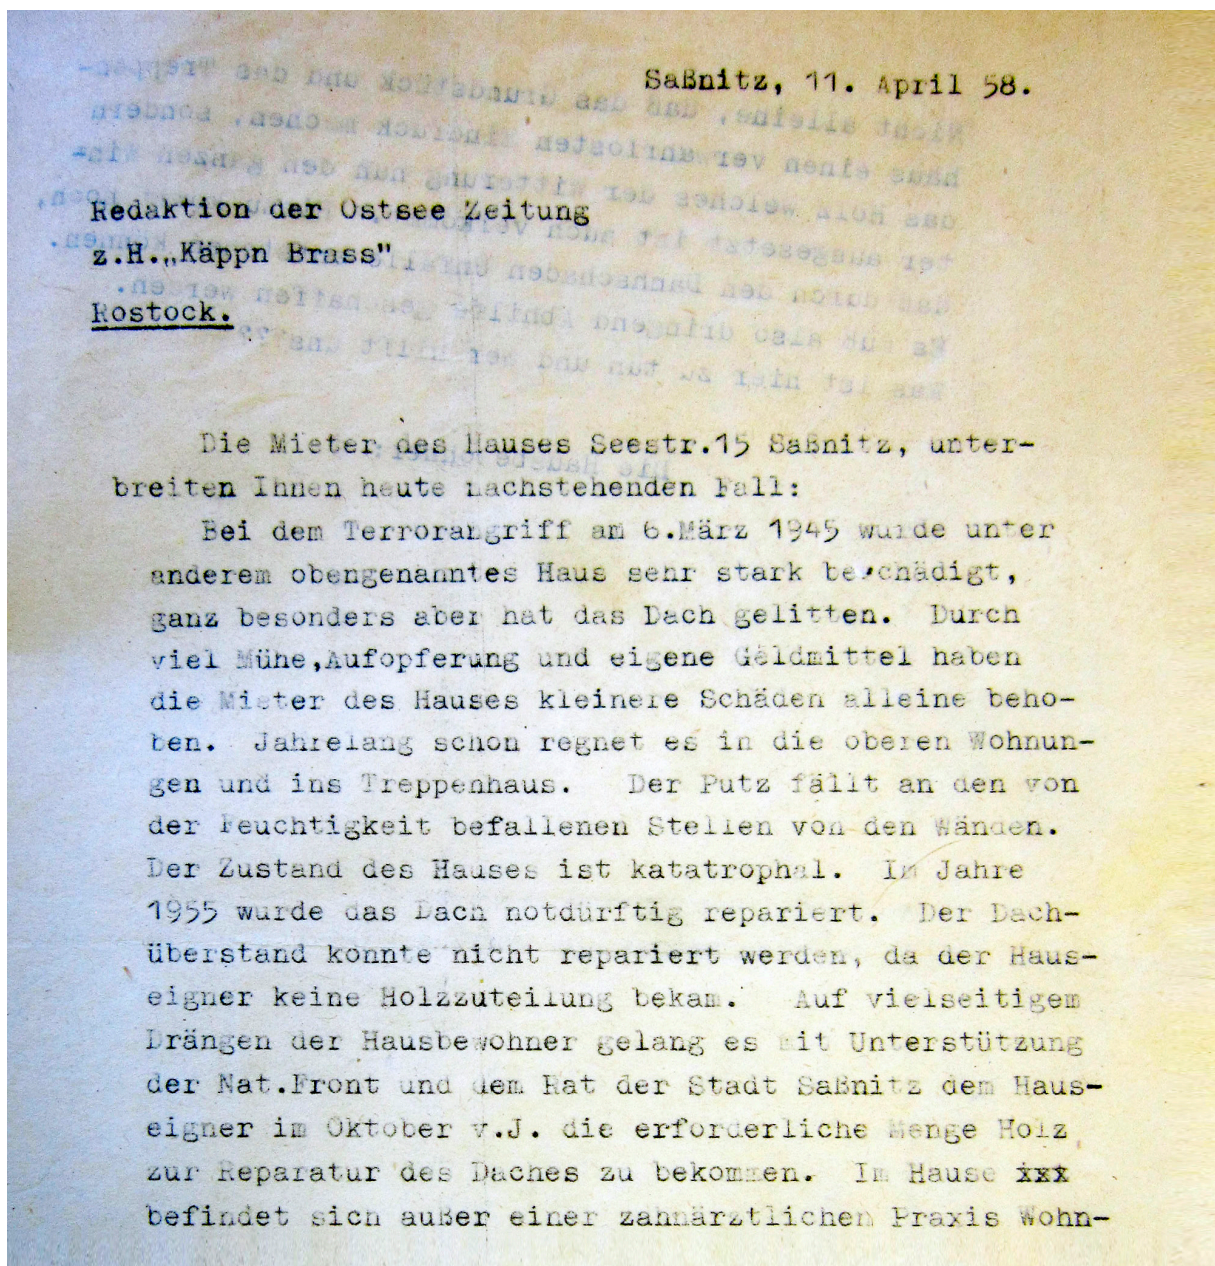 Saßnitz, 11. April 58.
Redaktion der Ostsee Zeitung
z.H.„Käppn Brass"
Rostock.
Die Mieter des Hauses Seestr.15 Saßnitz, unter-
breiten Ihnen heute nachstehenden Fall:
Bei dem Terrorangriff am 6.März 1945 wurde unter
anderem obengenanntes Haus sehr stark beschädigt,
ganz besonders aber hat das Dach gelitten. Durch
viel Mühe,Aufopferung und eigene Geldmittel haben
die Mieter des Hauses kleinere Schäden alleine beho-
ben. Jahrelang schon regnet es in die oberen Wohnun-
gen und ins Treppenhaus. Der Putz fällt an den von
der Feuchtigkeit befallenen Stellen von den Wänden.
Der Zustand des Hauses ist katatrophal. Im Jahre
1955 wurde das Dach notdürftig repariert. Der Dach-
überstand konnte nicht repariert werden, da der Haus-
eigner keine Holzzuteilung bekam. Auf vielseitigem
Drängen der Hausbewohner gelang es mit Unterstützung
der Nat.Front und dem Rat der Stadt Saßnitz dem Haus-
eigner im Oktober v.J. die erforderliche Menge Holz
zur Reparatur des Daches zu bekommen. Im Hause xxx
befindet sich außer einer zahnärztlichen Praxis Wohn-